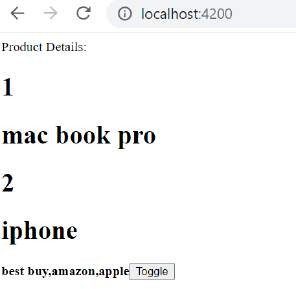 localhost:4200
Product Details:
1
mac book pro
2
iphone
best buy,amazon,apple Toggle